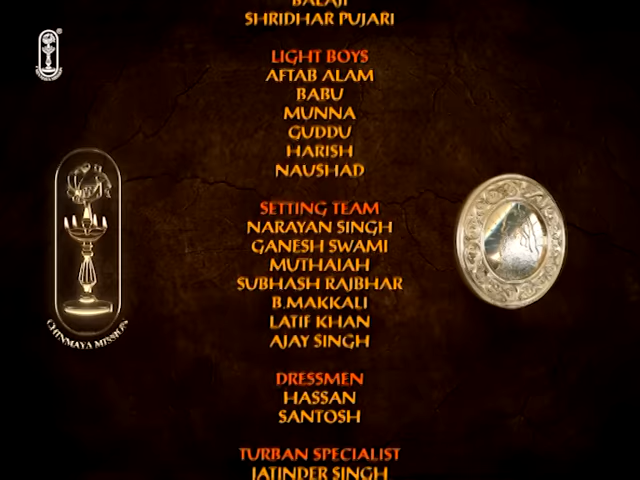 BALAJI
SHRIDHAR PUJARI
LIGHT BOYS
AFTAB ALAM
BABU
MUNNA
GUDDU
HARISH
NAUSHAD
SETTING TEAM
NARAYAN SINGH
GANESH SWAMI
MUTHAIAH
SUBHASH RAJBHAR
B.MAKKALI
LATIF KHAN
AJAY SINGH
DRESSMEN
HASSAN
SANTOSH
TURBAN SPECIALIST
JATINDER SINGH
CHINMAYA MISSION